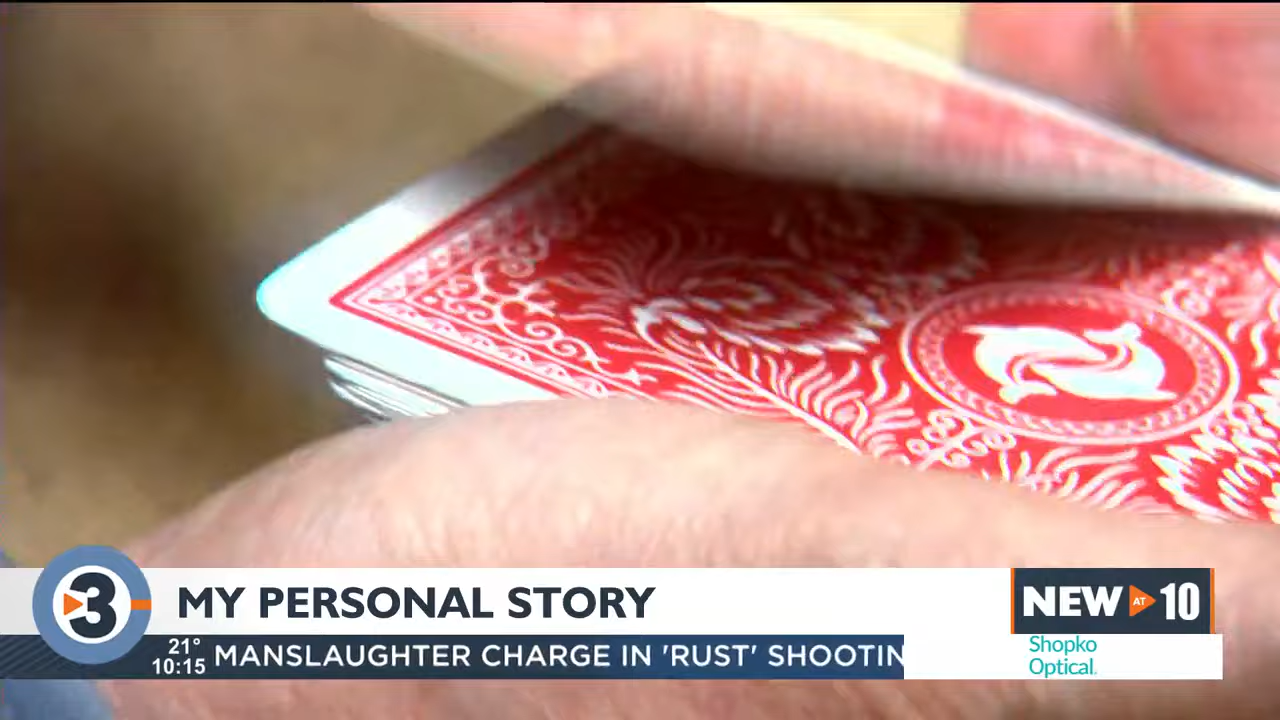 3
MY PERSONAL STORY
NEW AT 10
21°
10:15
MANSLAUGHTER CHARGE IN 'RUST' SHOOTIN
Shopko
Optical